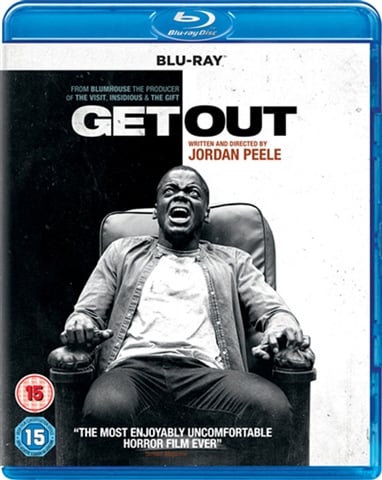 Blu-ray Disc
BLU-RAY™
FROM BLUMHOUSE THE PRODUCER
OF THE VISIT, INSIDIOUS & THE GIFT
GET OUT
WRITTEN AND DIRECTED BY
JORDAN PEELE
15
15
"THE MOST ENJOYABLY UNCOMFORTABLE
HORROR FILM EVER"